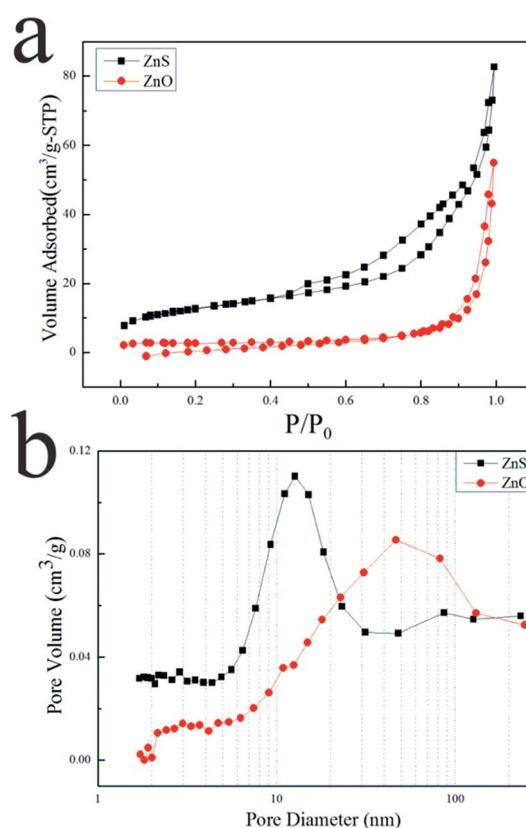 a
ZnS
ZnO
Volume Adsorbed(cm³/g-STP)
80
60
40
20
0
0.0 0.2 0.4 0.6 0.8 1.0
P/P₀
b
ZnS
ZnO
Pore Volume (cm³/g)
0.12
0.08
0.04
0.00
1 10 100
Pore Diameter (nm)